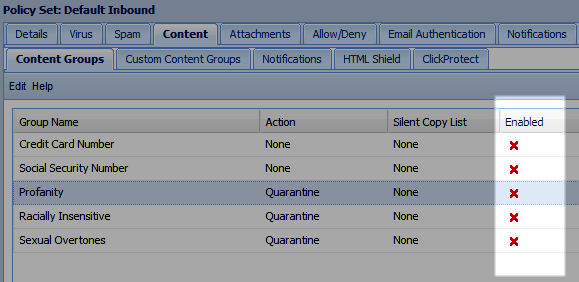 Policy Set: Default Inbound
Details Virus Spam Content Attachments Allow/Deny Email Authentication Notifications
Content Groups Custom Content Groups Notifications HTML Shield ClickProtect
Edit Help
Group Name Action Silent Copy List Enabled
Credit Card Number None None
Social Security Number None None
Profanity Quarantine None
Racially Insensitive Quarantine None
Sexual Overtones Quarantine None